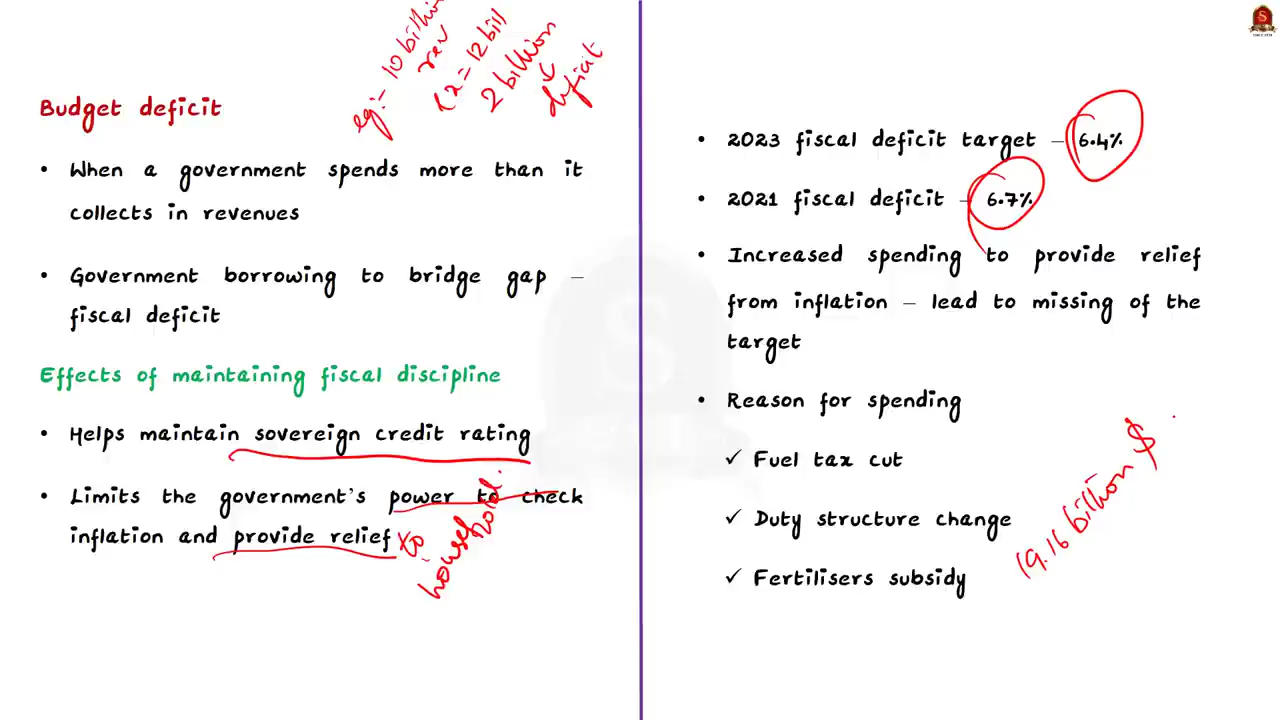 eg:- 10 billion
rev
= 12 bill
2 billion
deficit
Budget deficit
• When a government spends more than it
collects in revenues
• Government borrowing to bridge gap –
fiscal deficit
Effects of maintaining fiscal discipline
• Helps maintain sovereign credit rating
• Limits the government's power to check
inflation and provide relief to
household.
• 2023 fiscal deficit target – 6.4%
• 2021 fiscal deficit – 6.7%
• Increased spending to provide relief
from inflation – lead to missing of the
target
• Reason for spending
✓ Fuel tax cut
✓ Duty structure change
✓ Fertilisers subsidy
19.16 billion $